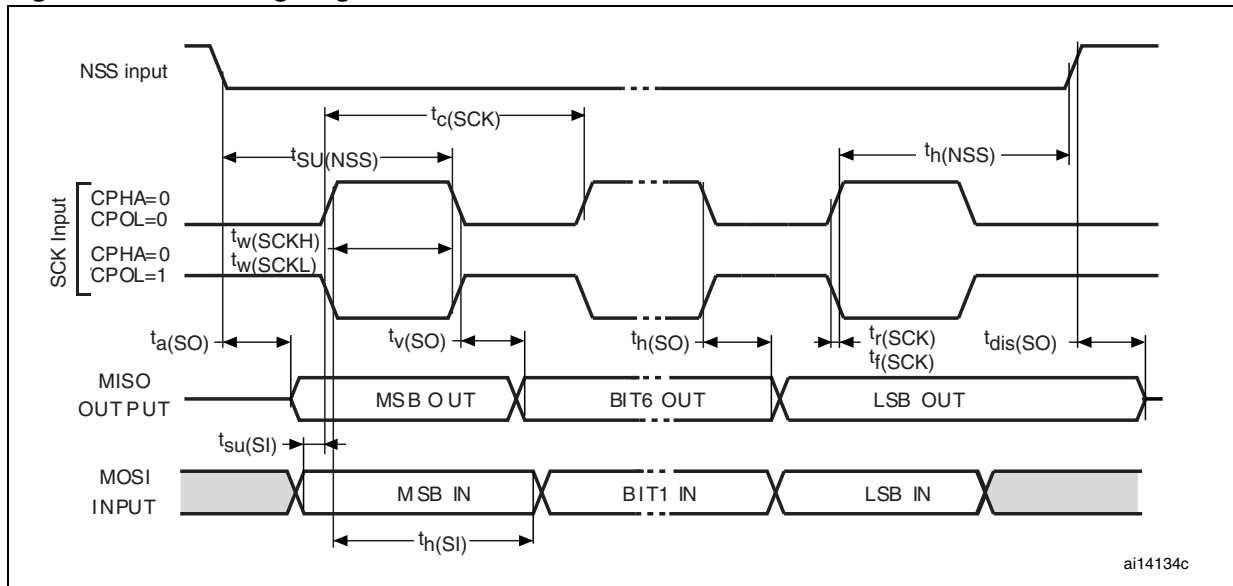 NSS input
tc(SCK)
tSU(NSS)
th(NSS)
SCK Input
CPHA=0
CPOL=0
tw(SCKH)
CPHA=0
tw(SCKL)
CPOL=1
ta(SO)
tv(SO)
th(SO)
tr(SCK)
tf(SCK)
tdis(SO)
MISO
OUTPUT
MSB OUT
BIT6 OUT
LSB OUT
tsu(SI)
MOSI
INPUT
MSB IN
BIT1 IN
LSB IN
th(SI)
ai14134c